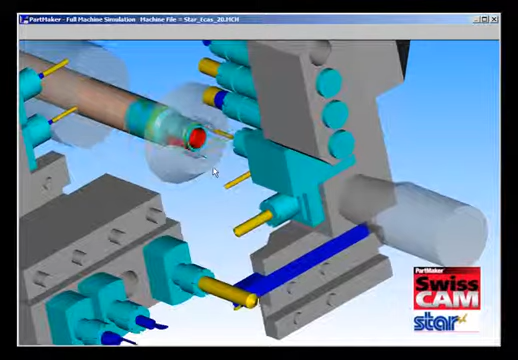 PartMaker - Full Machine Simulation   Machine File = Star_Ecas_20.MCH
PartMaker
Swiss
CAM
star